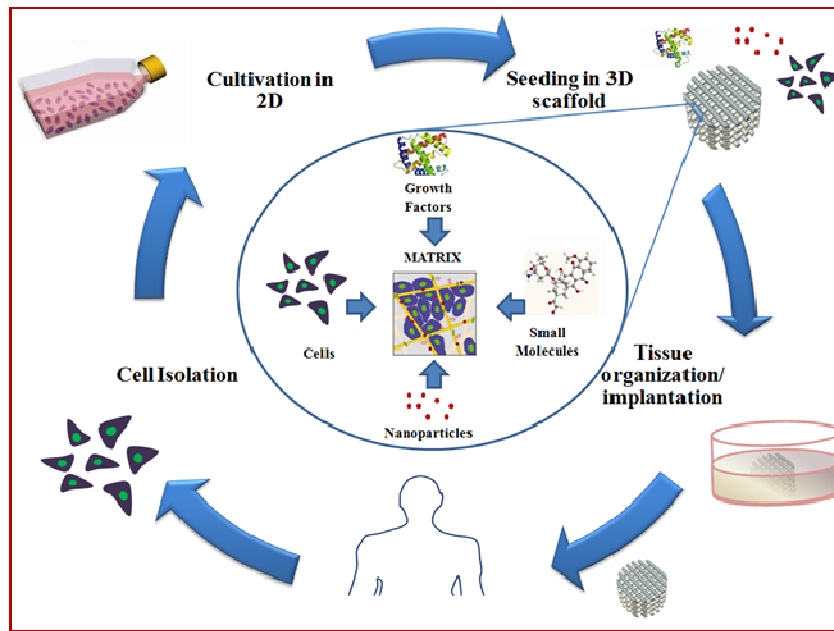 Cultivation in
2D
Seeding in 3D
scaffold
Growth
Factors
MATRIX
Cells
Small
Molecules
Nanoparticles
Cell Isolation
Tissue
organization/
implantation